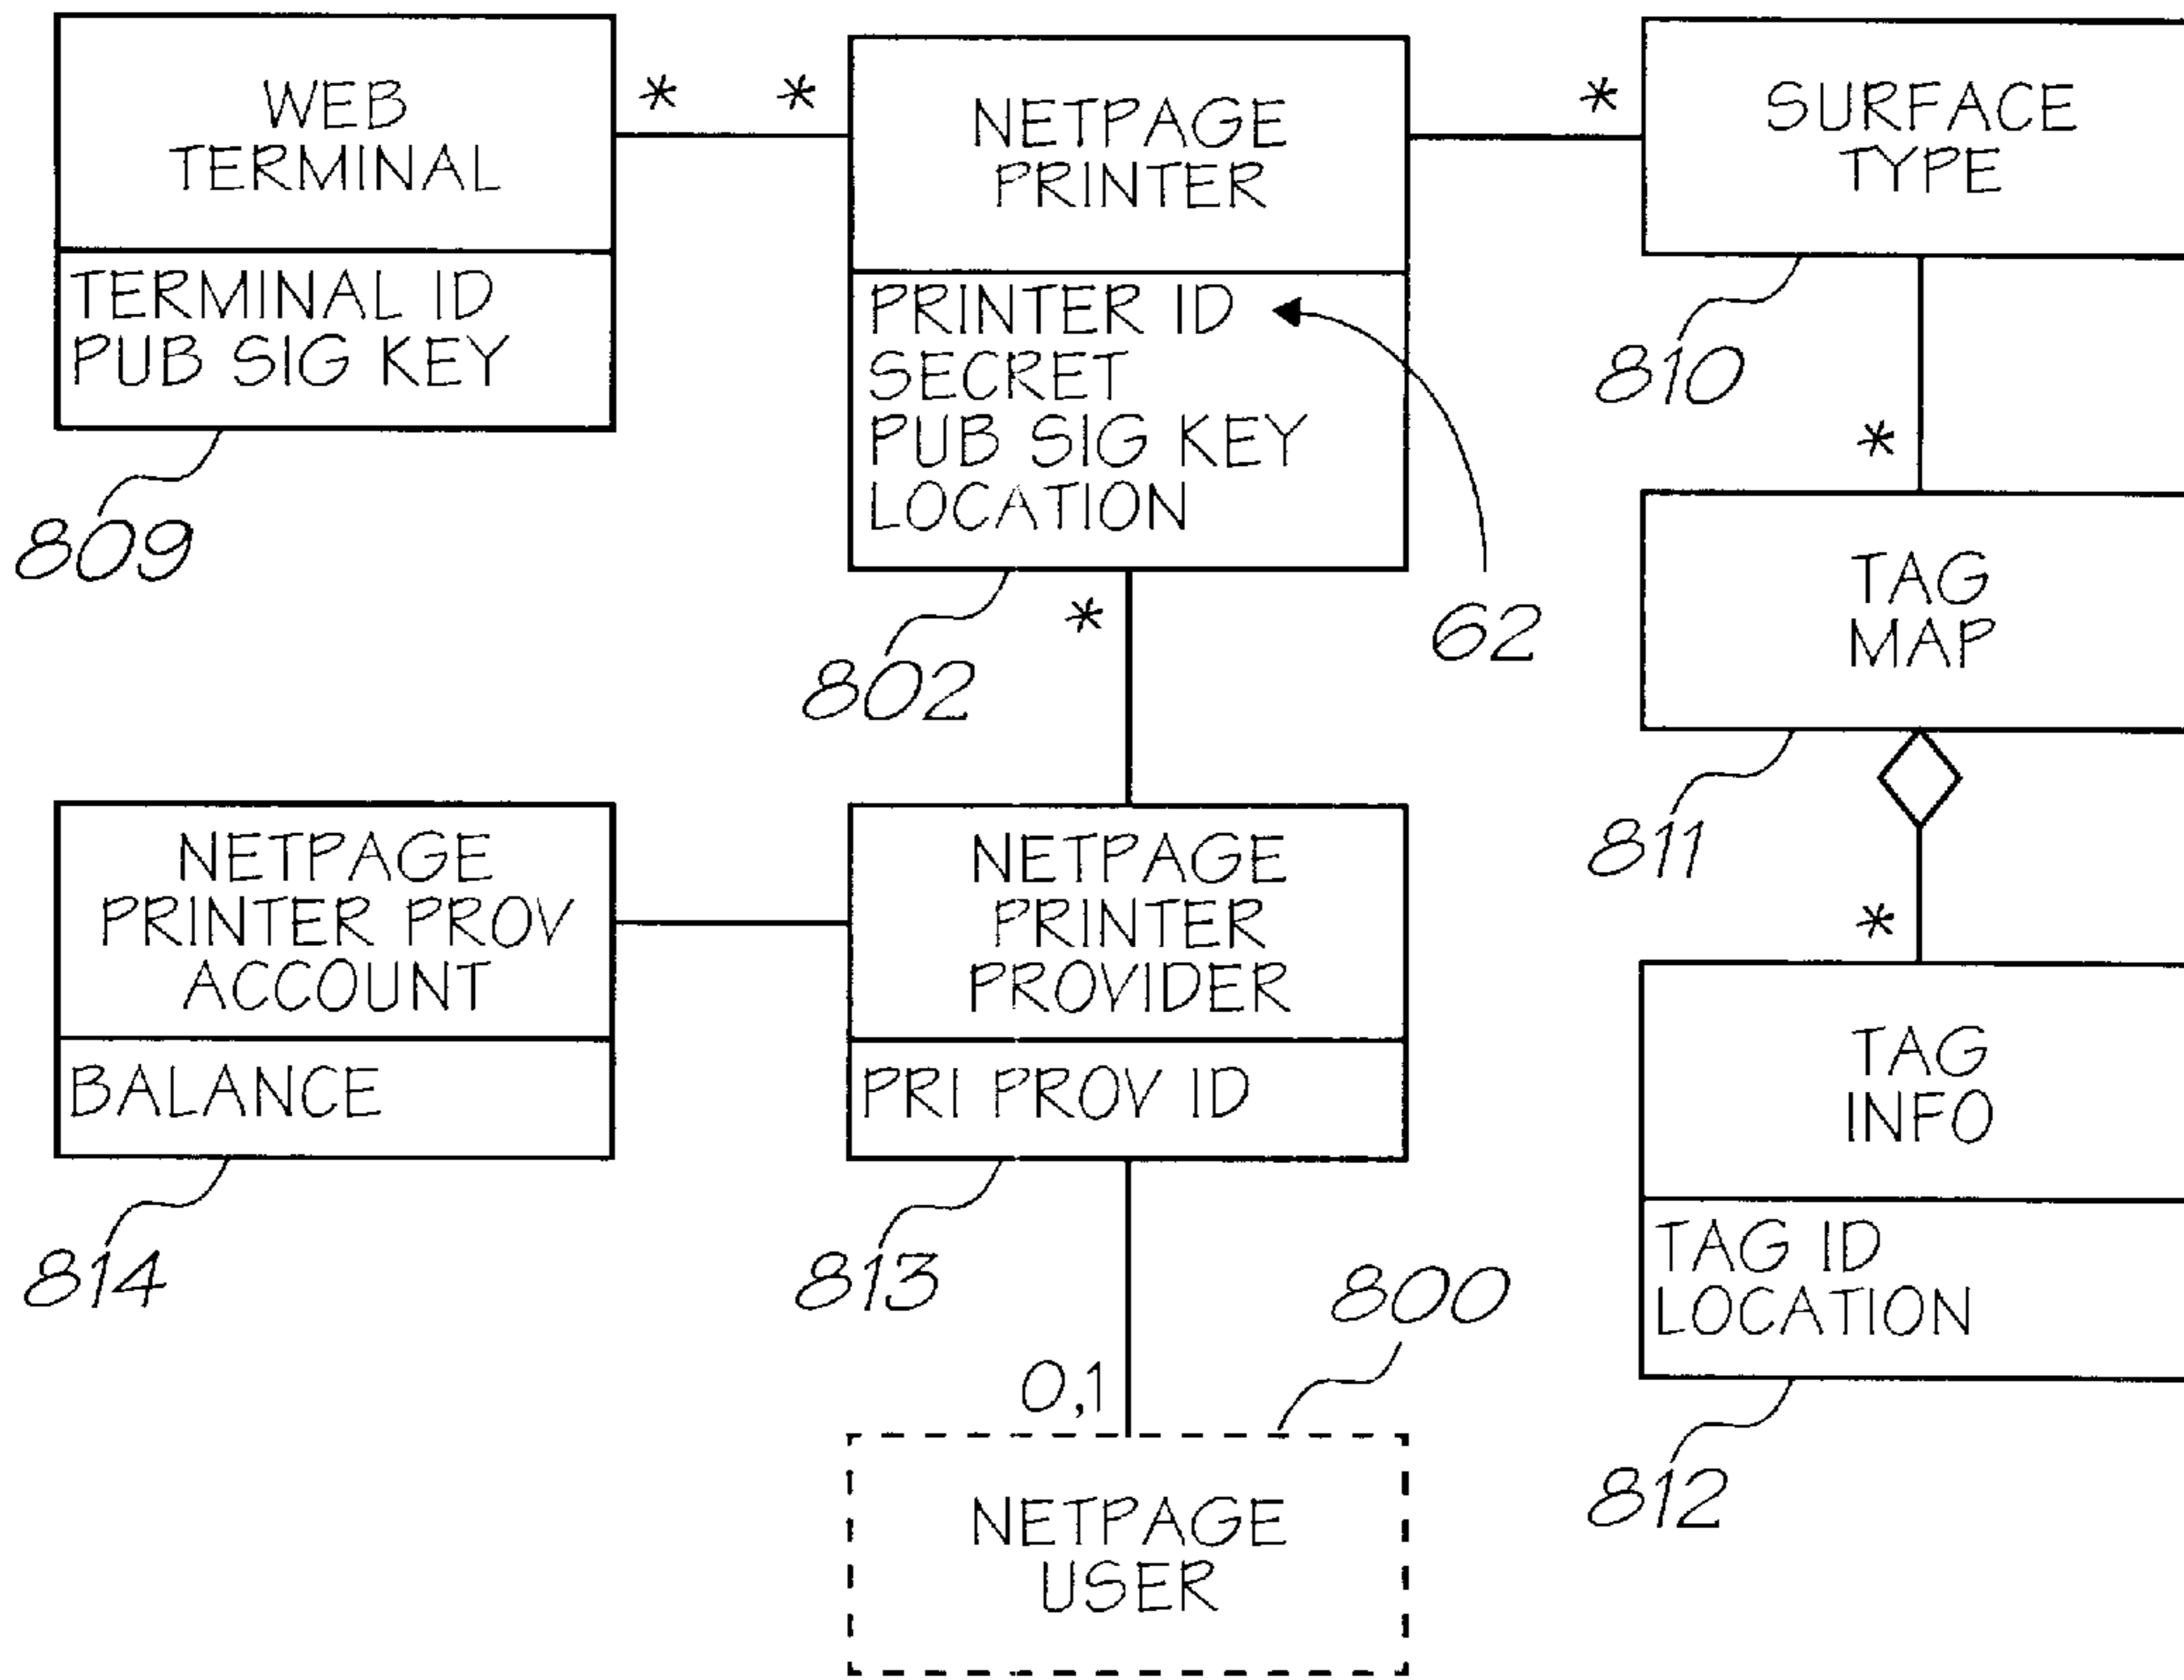 WEB
TERMINAL
TERMINAL ID
PUB SIG KEY
809
*
*
NETPAGE
PRINTER
PRINTER ID
SECRET
PUB SIG KEY
LOCATION
62
802
*
*
SURFACE
TYPE
810
*
TAG
MAP
811
*
TAG
INFO
TAG ID
LOCATION
812
NETPAGE
PRINTER PROV
ACCOUNT
BALANCE
814
NETPAGE
PRINTER
PROVIDER
PRI PROV ID
813
800
0,1
NETPAGE
USER